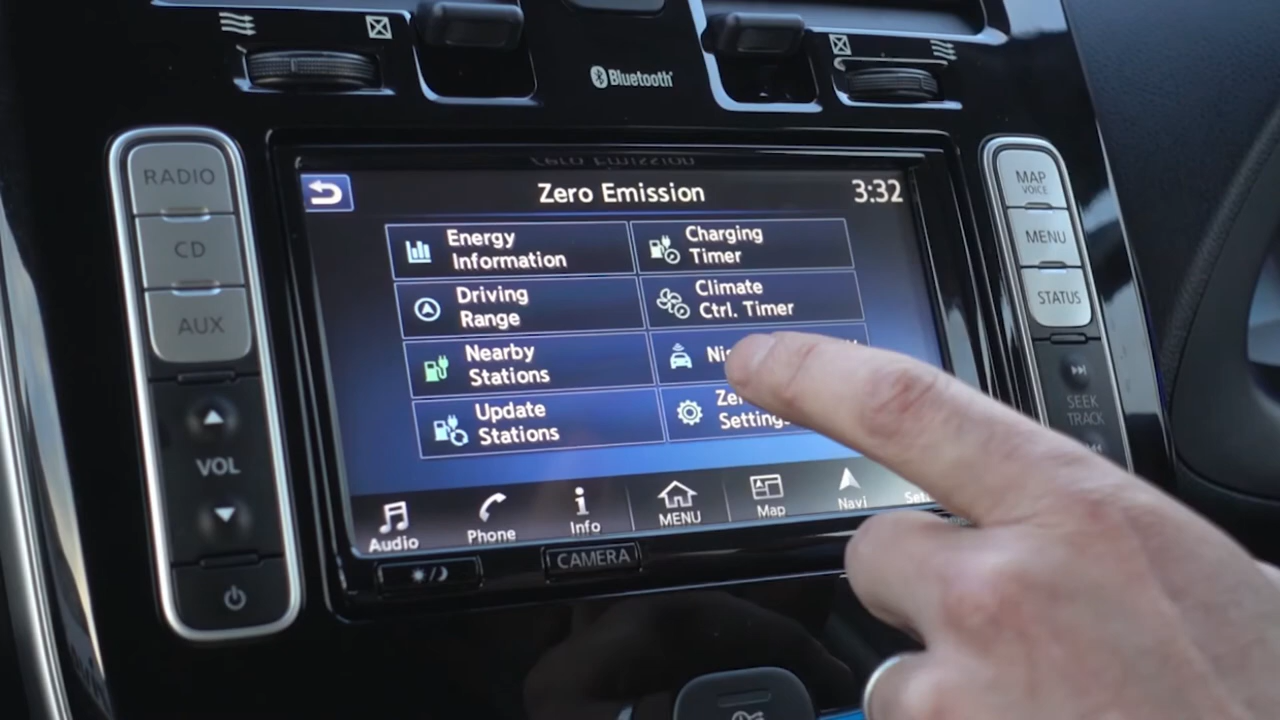 Bluetooth
RADIO
CD
AUX
VOL
Zero Emission
3:32
Energy
Information
Charging
Timer
Driving
Range
Climate
Ctrl. Timer
Nearby
Stations
Update
Stations
Settings
Audio
Phone
Info
MENU
Map
Navi
CAMERA
MAP
VOICE
MENU
STATUS
SEEK
TRACK